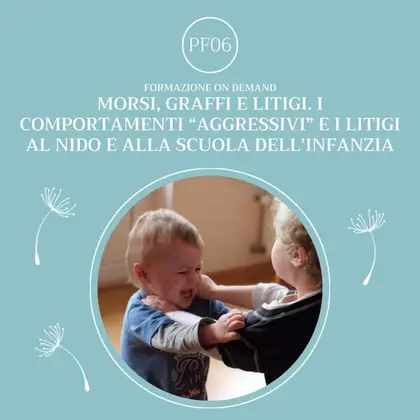 PF06
FORMAZIONE ON DEMAND
MORSI, GRAFFI E LITIGI. I
COMPORTAMENTI “AGGRESSIVI” E I LITIGI
AL NIDO E ALLA SCUOLA DELL’INFANZIA